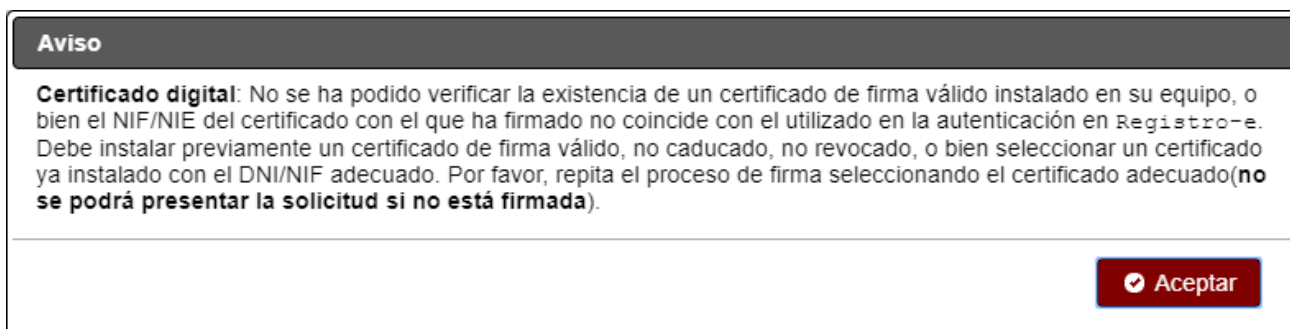 Aviso
Certificado digital: No se ha podido verificar la existencia de un certificado de firma válido instalado en su equipo, o
bien el NIF/NIE del certificado con el que ha firmado no coincide con el utilizado en la autenticación en Registro-e.
Debe instalar previamente un certificado de firma válido, no caducado, no revocado, o bien seleccionar un certificado
ya instalado con el DNI/NIF adecuado. Por favor, repita el proceso de firma seleccionando el certificado adecuado(no
se podrá presentar la solicitud si no está firmada).
Aceptar